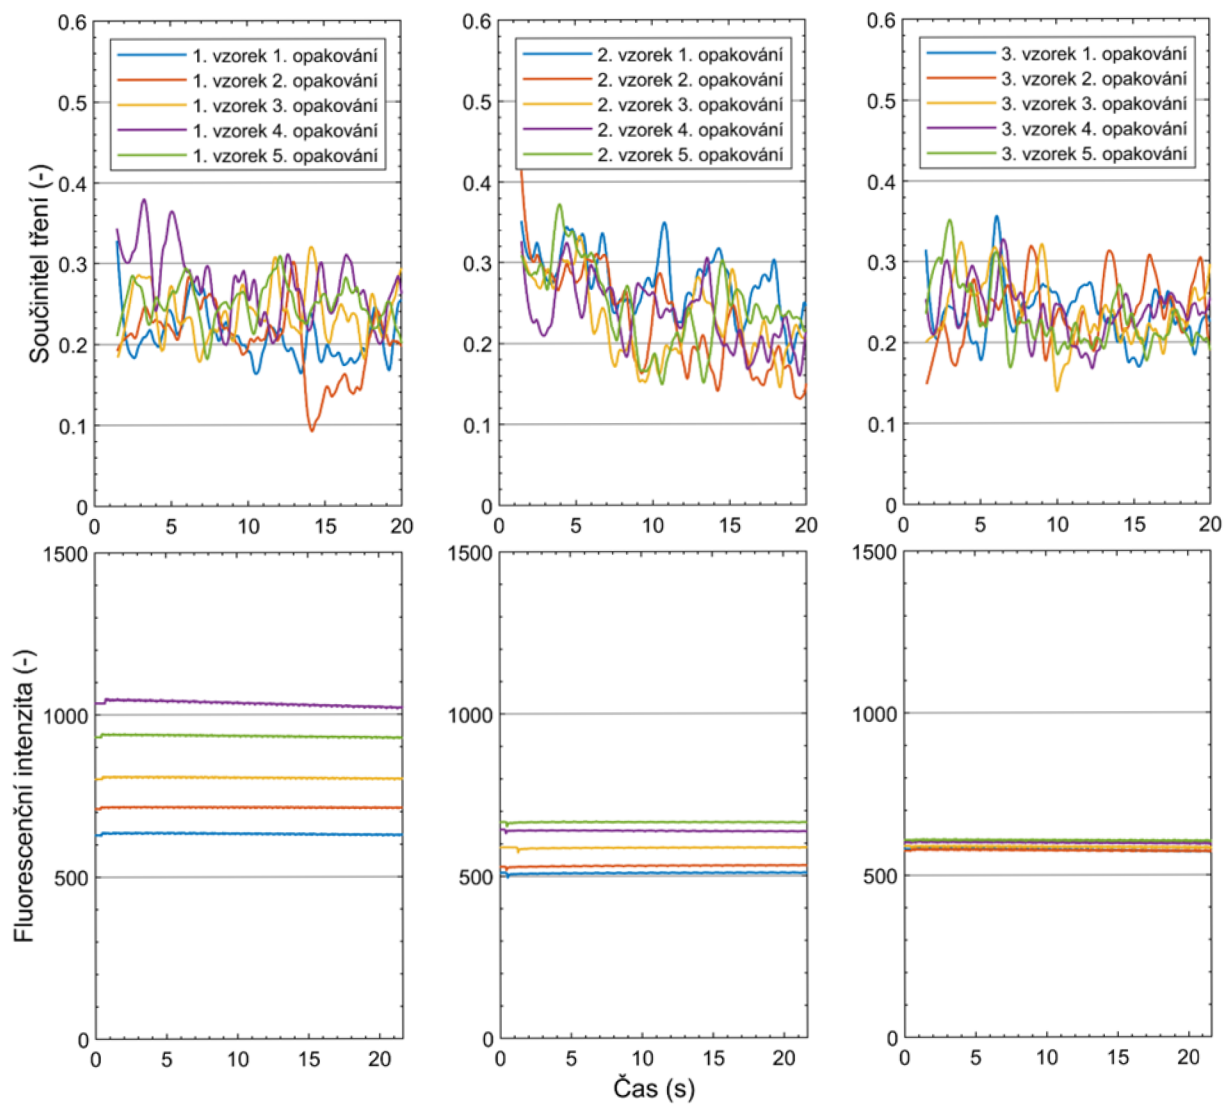 Součinitel tření (-)
0.6
0.5
0.4
0.3
0.2
0.1
0
1. vzorek 1. opakování
1. vzorek 2. opakování
1. vzorek 3. opakování
1. vzorek 4. opakování
1. vzorek 5. opakování
0 5 10 15 20
0.6
0.5
0.4
0.3
0.2
0.1
0
2. vzorek 1. opakování
2. vzorek 2. opakování
2. vzorek 3. opakování
2. vzorek 4. opakování
2. vzorek 5. opakování
0 5 10 15 20
0.6
0.5
0.4
0.3
0.2
0.1
0
3. vzorek 1. opakování
3. vzorek 2. opakování
3. vzorek 3. opakování
3. vzorek 4. opakování
3. vzorek 5. opakování
0 5 10 15 20
Fluorescenční intenzita (-)
1500
1000
500
0
0 5 10 15 20
1500
1000
500
0
0 5 10 15 20
1500
1000
500
0
0 5 10 15 20
Čas (s)